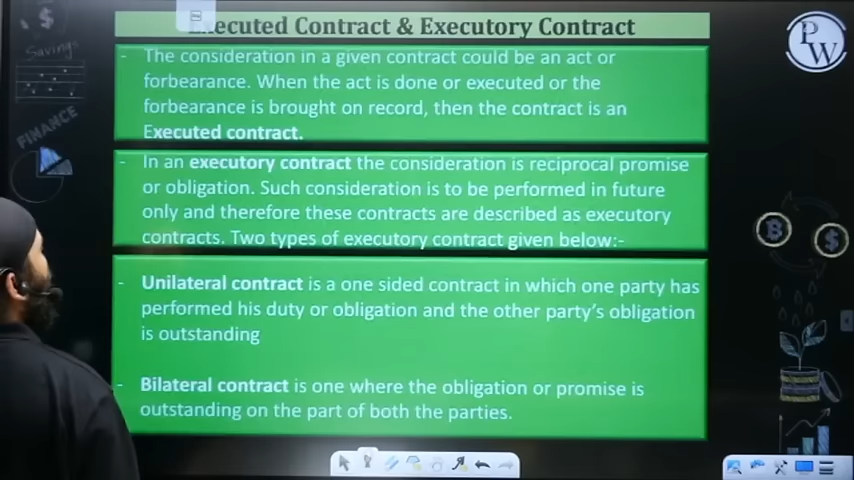 Executed Contract & Executory Contract
PW
Savings
FINANCE
- The consideration in a given contract could be an act or
forbearance. When the act is done or executed or the
forbearance is brought on record, then the contract is an
Executed contract.
- In an executory contract the consideration is reciprocal promise
or obligation. Such consideration is to be performed in future
only and therefore these contracts are described as executory
contracts. Two types of executory contract given below:-
- Unilateral contract is a one sided contract in which one party has
performed his duty or obligation and the other party's obligation
is outstanding
- Bilateral contract is one where the obligation or promise is
outstanding on the part of both the parties.